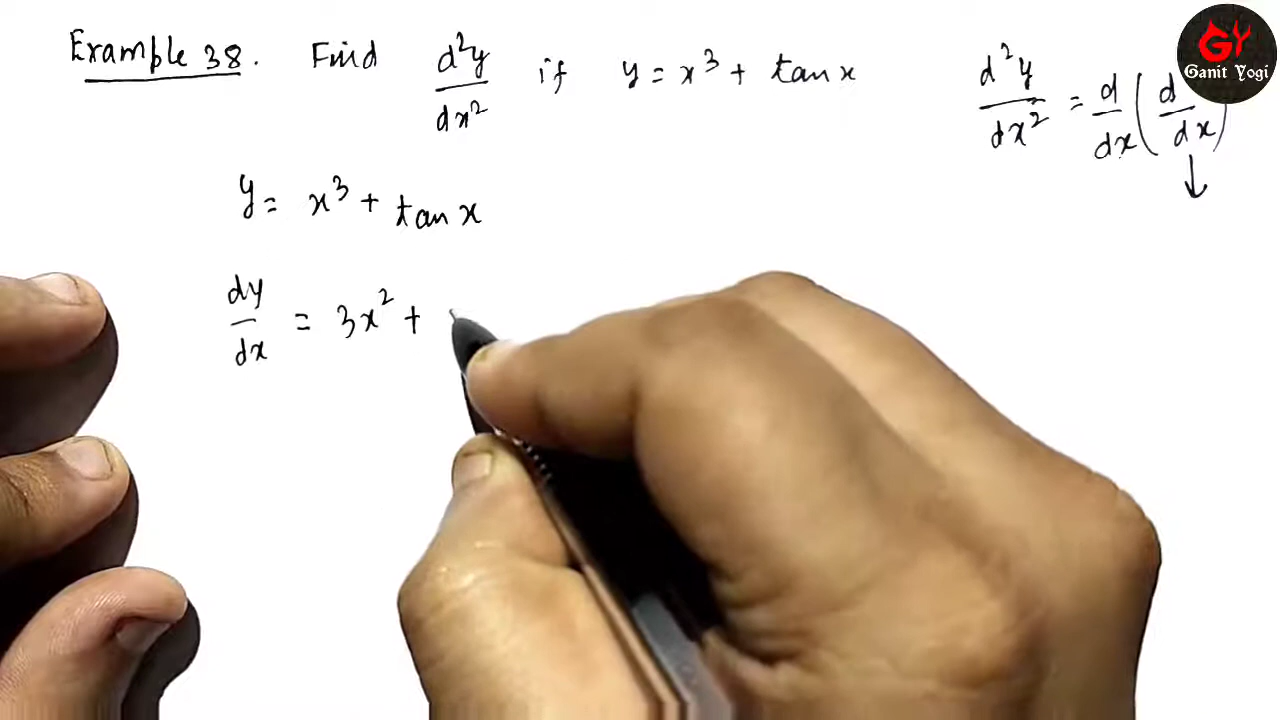 Example 38. Find d²y/dx² if y = x³ + tan x
d²y/dx² = d/dx (d/dx)
GY
Ganit Yogi
y = x³ + tan x
dy/dx = 3x² +